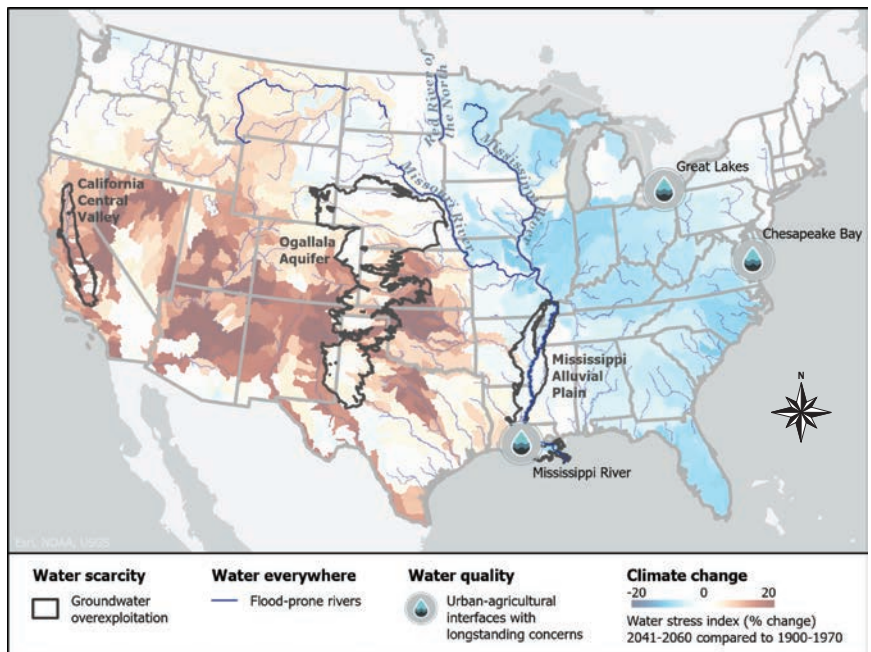 Red River of
the North
Mississippi River
Missouri River
Great Lakes
California
Central
Valley
Chesapeake Bay
Ogallala
Aquifer
Mississippi
Alluvial
Plain
N
Mississippi River
Esri, NOAA, USGS
Water scarcity
Groundwater
overexploitation
Water everywhere
Flood-prone rivers
Water quality
Urban-agricultural
interfaces with
longstanding concerns
Climate change
-20 0 20
Water stress index (% change)
2041-2060 compared to 1900-1970